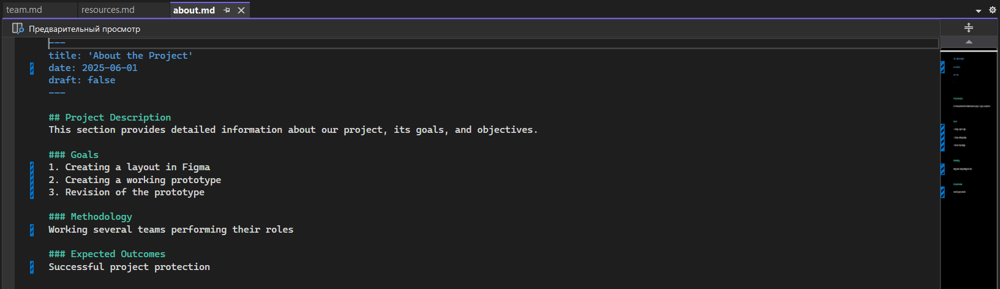 team.md resources.md about.md
Предварительный просмотр
---
title: 'About the Project'
date: 2025-06-01
draft: false
---
## Project Description
This section provides detailed information about our project, its goals, and objectives.
### Goals
1. Creating a layout in Figma
2. Creating a working prototype
3. Revision of the prototype
### Methodology
Working several teams performing their roles
### Expected Outcomes
Successful project protection